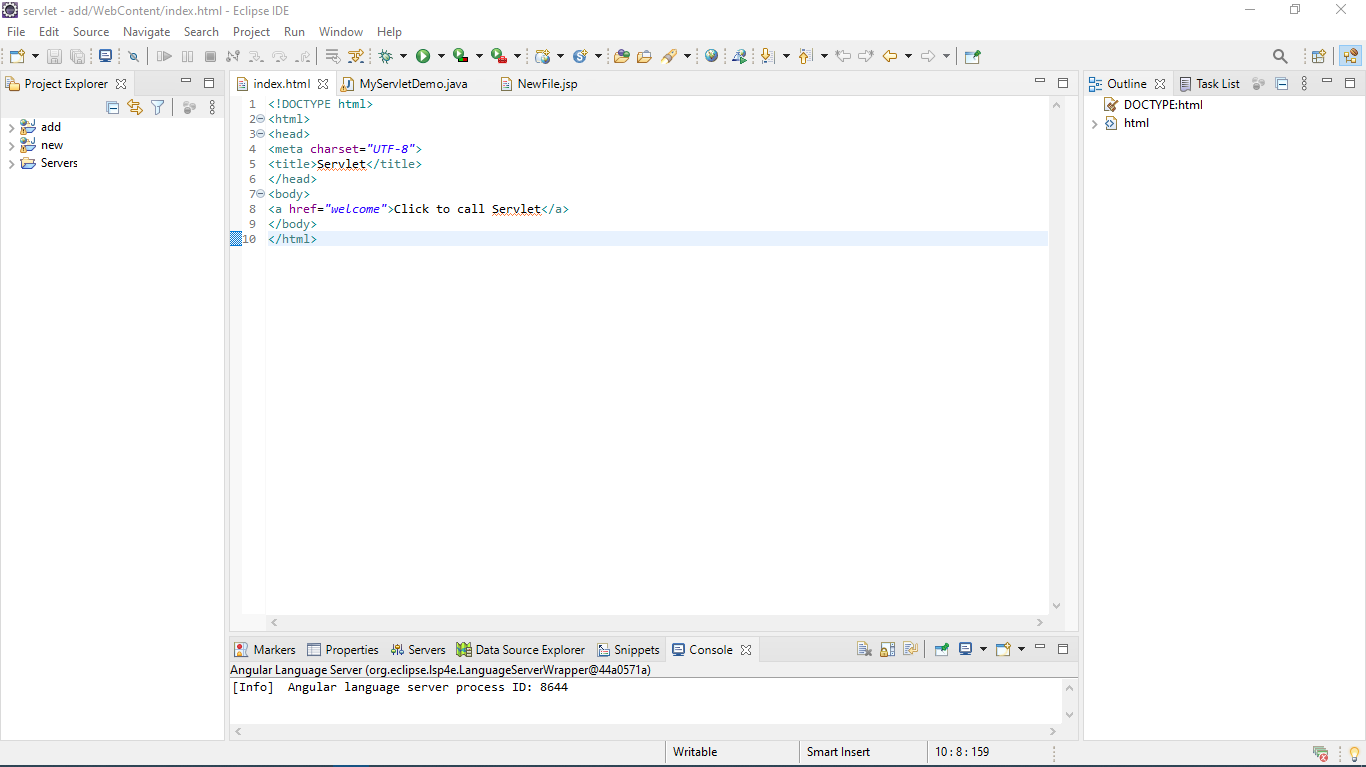 servlet - add/WebContent/index.html - Eclipse IDE
File Edit Source Navigate Search Project Run Window Help
Project Explorer
add
new
Servers
index.html MyServletDemo.java NewFile.jsp
1 <!DOCTYPE html>
2 <html>
3 <head>
4 <meta charset="UTF-8">
5 <title>Servlet</title>
6 </head>
7 <body>
8 <a href="welcome">Click to call Servlet</a>
9 </body>
10 </html>
Outline Task List
DOCTYPE:html
html
Markers Properties Servers Data Source Explorer Snippets Console
Angular Language Server (org.eclipse.lsp4e.LanguageServerWrapper@44a0571a)
[Info]  Angular language server process ID: 8644
Writable Smart Insert 10 : 8 : 159